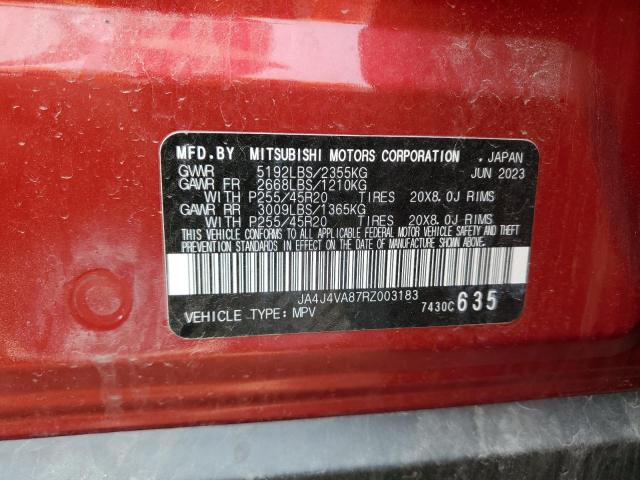 MFD.BY MITSUBISHI MOTORS CORPORATION . JAPAN
GVWR 5192LBS/2355KG JUN 2023
GAWR FR 2668LBS/1210KG
WITH P255/45R20 TIRES 20X8.0J RIMS
GAWR RR 3009LBS/1365KG
WITH P255/45R20 TIRES 20X8.0J RIMS
THIS VEHICLE CONFORMS TO ALL APPLICABLE FEDERAL MOTOR VEHICLE SAFETY AND THEFT
PREVENTION STANDARDS IN EFFECT ON THE DATE OF MANUFACTURE SHOWN ABOVE.
JA4J4VA87RZ003183
VEHICLE TYPE: MPV 7430C 635